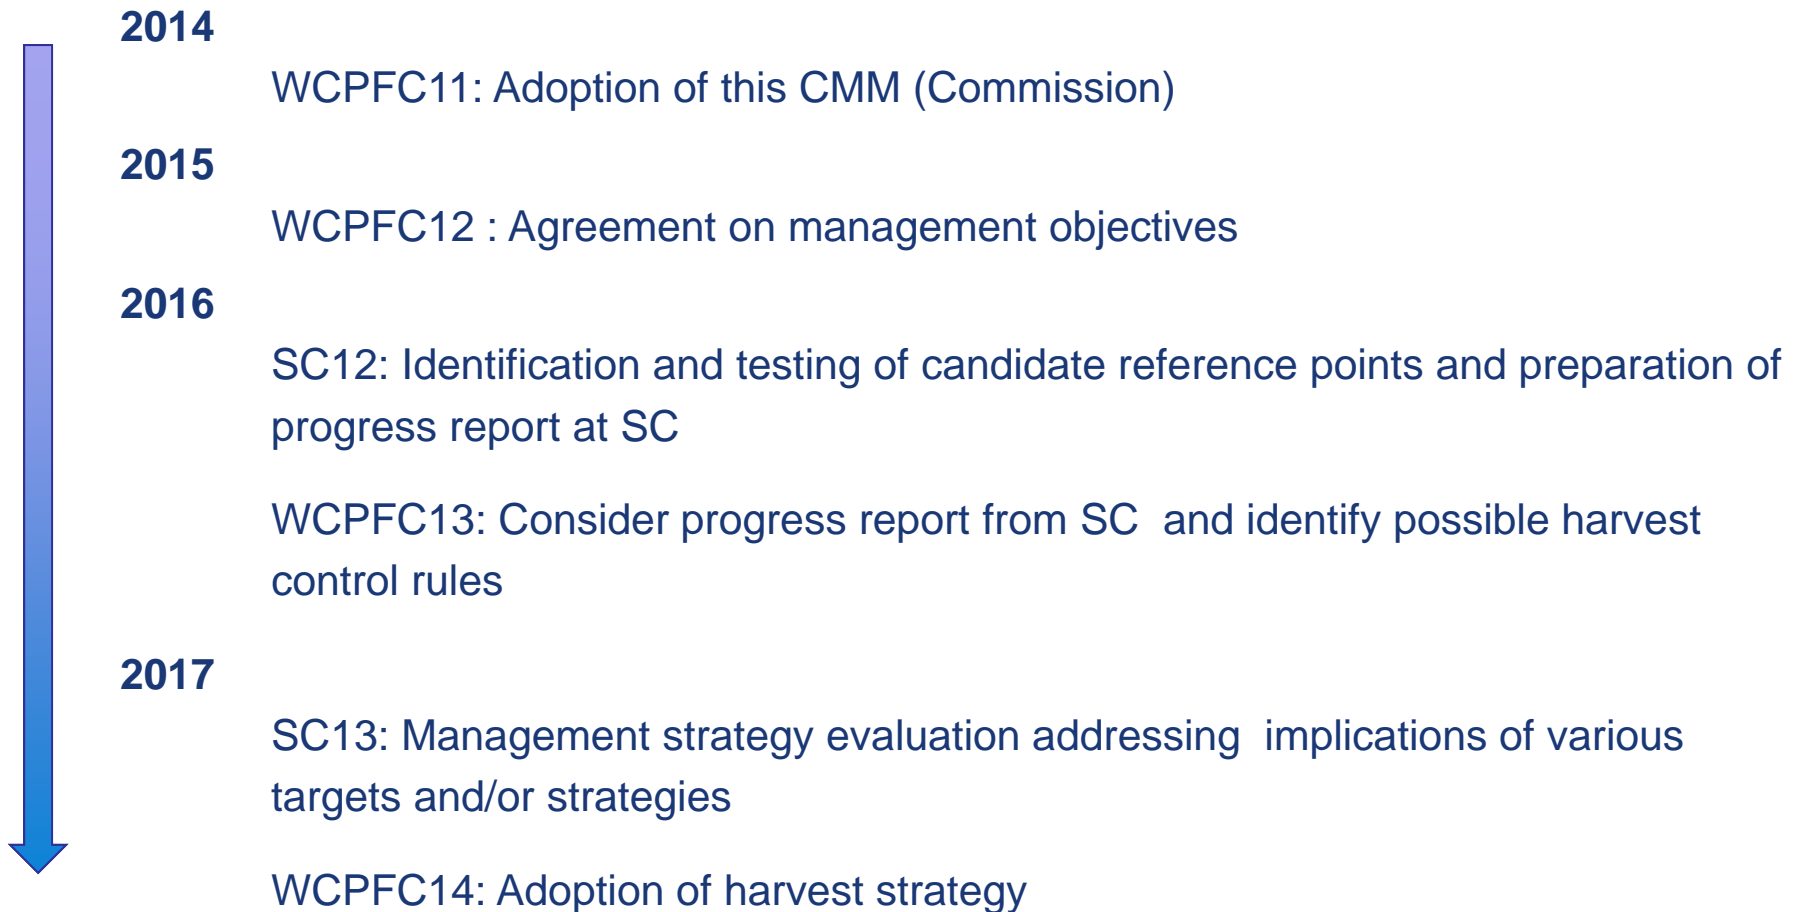 2014
WCPFC11: Adoption of this CMM (Commission)
2015
WCPFC12 : Agreement on management objectives
2016
SC12: Identification and testing of candidate reference points and preparation of
progress report at SC
WCPFC13: Consider progress report from SC  and identify possible harvest
control rules
2017
SC13: Management strategy evaluation addressing  implications of various
targets and/or strategies
WCPFC14: Adoption of harvest strategy